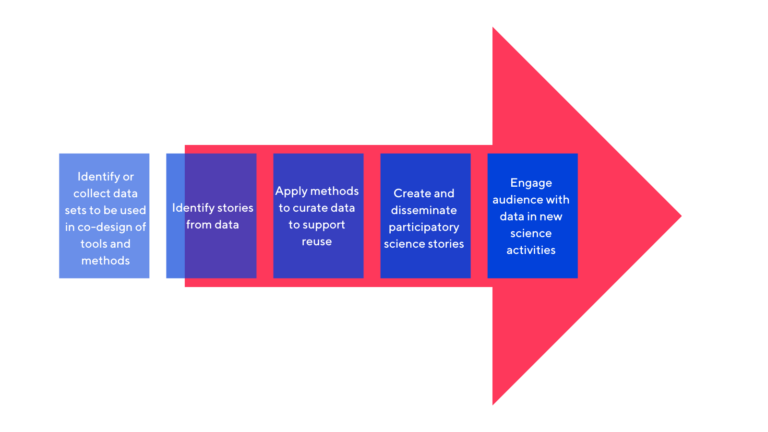 Identify or
collect data
sets to be used
in co-design of
tools and
methods
Identify stories
from data
Apply methods
to curate data
to support
reuse
Create and
disseminate
participatory
science stories
Engage
audience with
data in new
science
activities